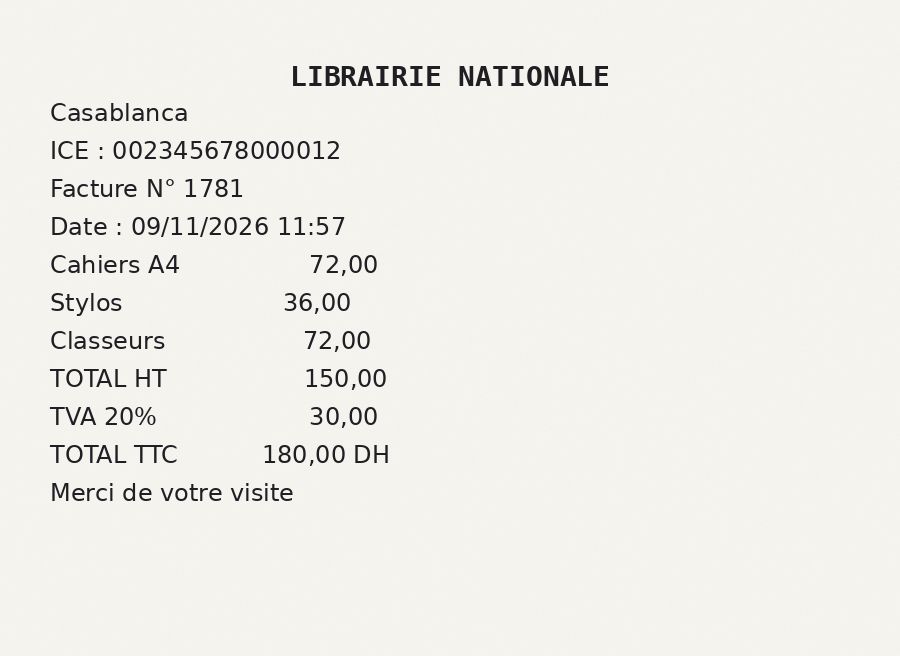 LIBRAIRIE NATIONALE
Casablanca
ICE : 002345678000012
Facture N° 1781
Date : 09/11/2026 11:57
Cahiers A4 72,00
Stylos 36,00
Classeurs 72,00
TOTAL HT 150,00
TVA 20% 30,00
TOTAL TTC 180,00 DH
Merci de votre visite